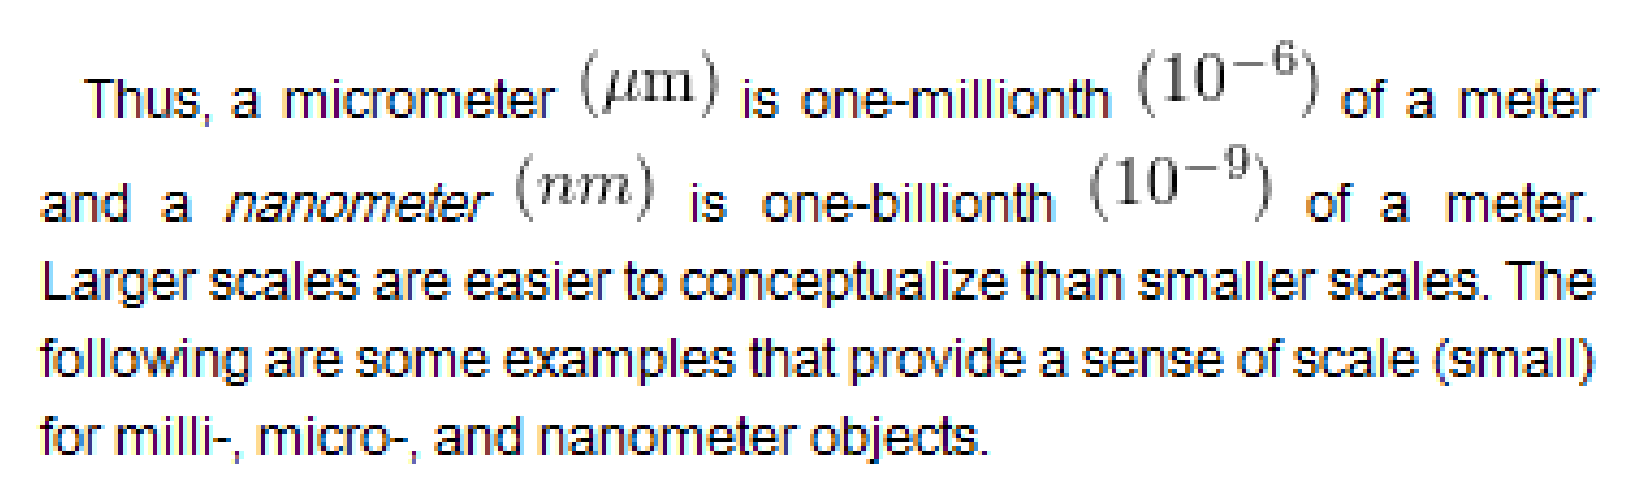 Thus, a micrometer (μm) is one-millionth (10⁻⁶) of a meter
and a nanometer (nm) is one-billionth (10⁻⁹) of a meter.
Larger scales are easier to conceptualize than smaller scales. The
following are some examples that provide a sense of scale (small)
for milli-, micro-, and nanometer objects.